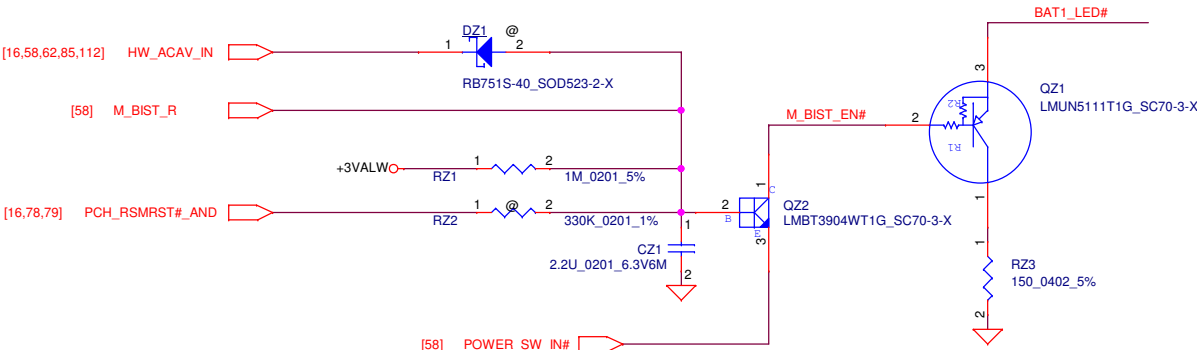 BAT1_LED#
DZ1 @
[16,58,62,85,112] HW_ACAV_IN 1 2
RB751S-40_SOD523-2-X
3
QZ1
LMUN5111T1G_SC70-3-X
R2
R1
[58] M_BIST_R
M_BIST_EN# 2
+3VALW 1 2
RZ1 1M_0201_5%
[16,78,79] PCH_RSMRST#_AND 1 @ 2
RZ2 330K_0201_1%
2 B 1 C E 3
QZ2
LMBT3904WT1G_SC70-3-X
1
CZ1
2.2U_0201_6.3V6M
2
1
1
RZ3
150_0402_5%
2
[58] POWER_SW_IN#